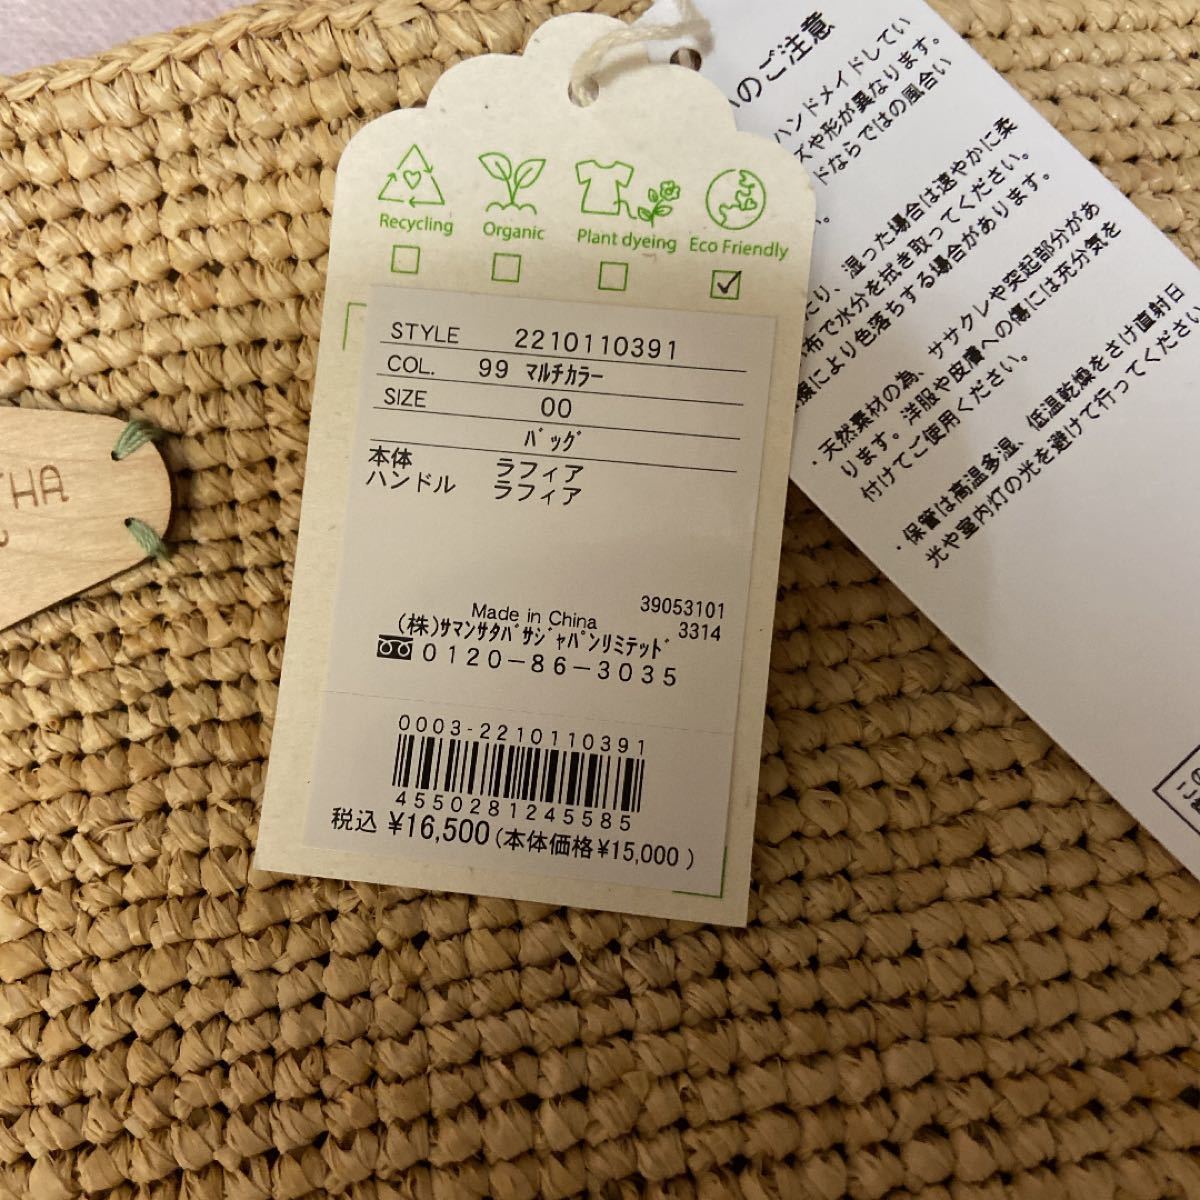 Recycling
Organic
Plant dyeing
Eco Friendly
STYLE 2210110391
COL. 99 マルチカラー
SIZE 00
バッグ
本体 ラフィア
ハンドル ラフィア
39053101
Made in China
3314
(株)サマンサタバサジャパンリミテッド
0120-86-3035
0003-2210110391
4550281245585
税込 ¥16,500(本体価格¥15,000 )
THA
のご注意
ハンドメイドしてい
や形が異なります。
ドならではの風合い
たり、湿った場合は速やかに柔
布で水分を拭き取ってください。
擦により色落ちする場合があります。
・天然素材の為、ササクレや突起部分があ
ります。洋服や皮膚への傷には充分気を
付けてご使用ください。
・保管は高温多湿、低温乾燥をさけ直射日
光や室内灯の光を避けて行ってください